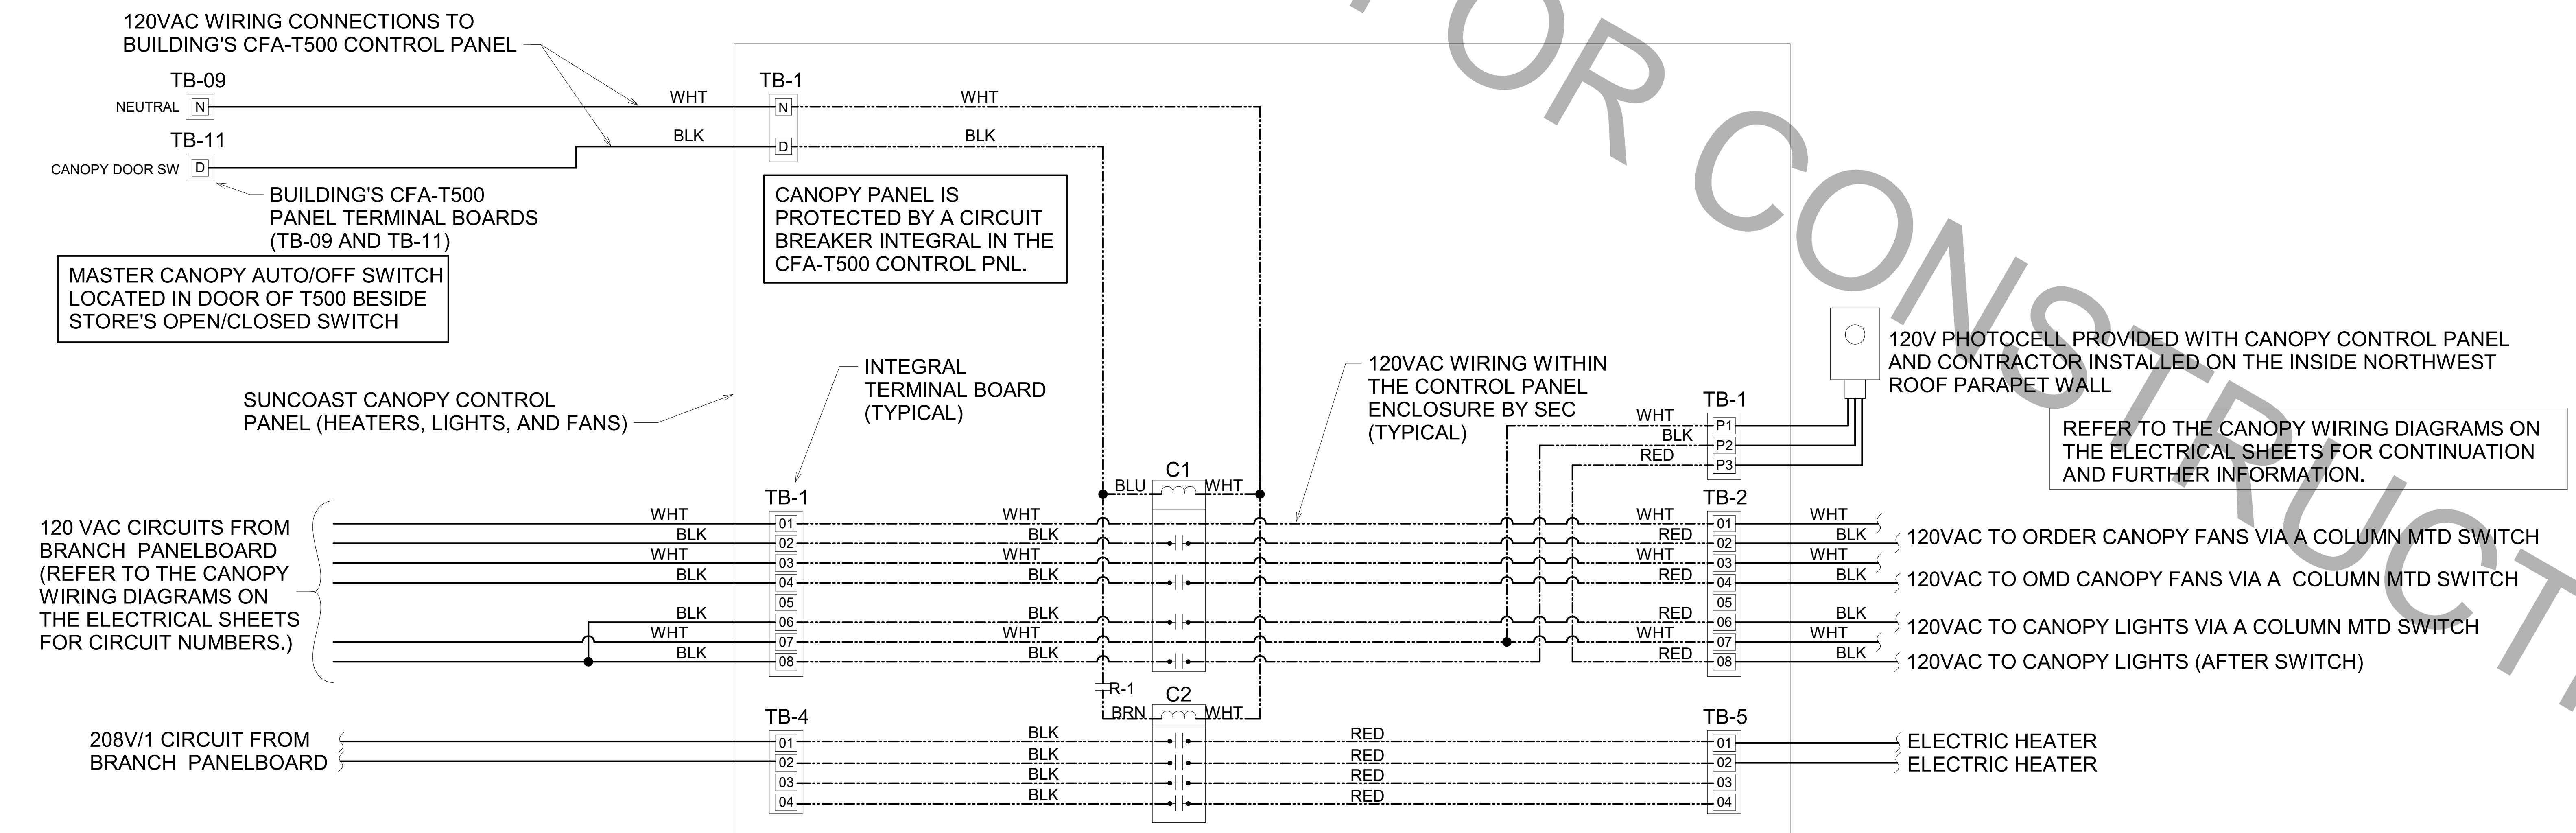 120VAC WIRING CONNECTIONS TO
BUILDING'S CFA-T500 CONTROL PANEL
TB-09
NEUTRAL N
TB-11
CANOPY DOOR SW D
BUILDING'S CFA-T500
PANEL TERMINAL BOARDS
(TB-09 AND TB-11)
MASTER CANOPY AUTO/OFF SWITCH
LOCATED IN DOOR OF T500 BESIDE
STORE'S OPEN/CLOSED SWITCH
WHT
BLK
TB-1
N
D
WHT
BLK
CANOPY PANEL IS
PROTECTED BY A CIRCUIT
BREAKER INTEGRAL IN THE
CFA-T500 CONTROL PNL.
SUNCOAST CANOPY CONTROL
PANEL (HEATERS, LIGHTS, AND FANS)
INTEGRAL
TERMINAL BOARD
(TYPICAL)
120VAC WIRING WITHIN
THE CONTROL PANEL
ENCLOSURE BY SEC
(TYPICAL)
OR CONSTRUCT
120V PHOTOCELL PROVIDED WITH CANOPY CONTROL PANEL
AND CONTRACTOR INSTALLED ON THE INSIDE NORTHWEST
ROOF PARAPET WALL
REFER TO THE CANOPY WIRING DIAGRAMS ON
THE ELECTRICAL SHEETS FOR CONTINUATION
AND FURTHER INFORMATION.
TB-1
WHT P1
BLK P2
RED P3
C1
BLU WHT
120 VAC CIRCUITS FROM
BRANCH PANELBOARD
(REFER TO THE CANOPY
WIRING DIAGRAMS ON
THE ELECTRICAL SHEETS
FOR CIRCUIT NUMBERS.)
TB-1
TB-2
WHT 01 WHT WHT 01 WHT
BLK 02 BLK RED 02 BLK
120VAC TO ORDER CANOPY FANS VIA A COLUMN MTD SWITCH
WHT 03 WHT WHT 03 WHT
BLK 04 BLK RED 04 BLK
120VAC TO OMD CANOPY FANS VIA A COLUMN MTD SWITCH
05 05
BLK 06 BLK RED 06 BLK
120VAC TO CANOPY LIGHTS VIA A COLUMN MTD SWITCH
WHT 07 WHT WHT 07 WHT
BLK 08 BLK RED 08 BLK
120VAC TO CANOPY LIGHTS (AFTER SWITCH)
R-1
C2
BRN WHT
208V/1 CIRCUIT FROM
BRANCH PANELBOARD
TB-4
TB-5
01 BLK RED 01 ELECTRIC HEATER
02 BLK RED 02 ELECTRIC HEATER
03 BLK RED 03
04 BLK RED 04